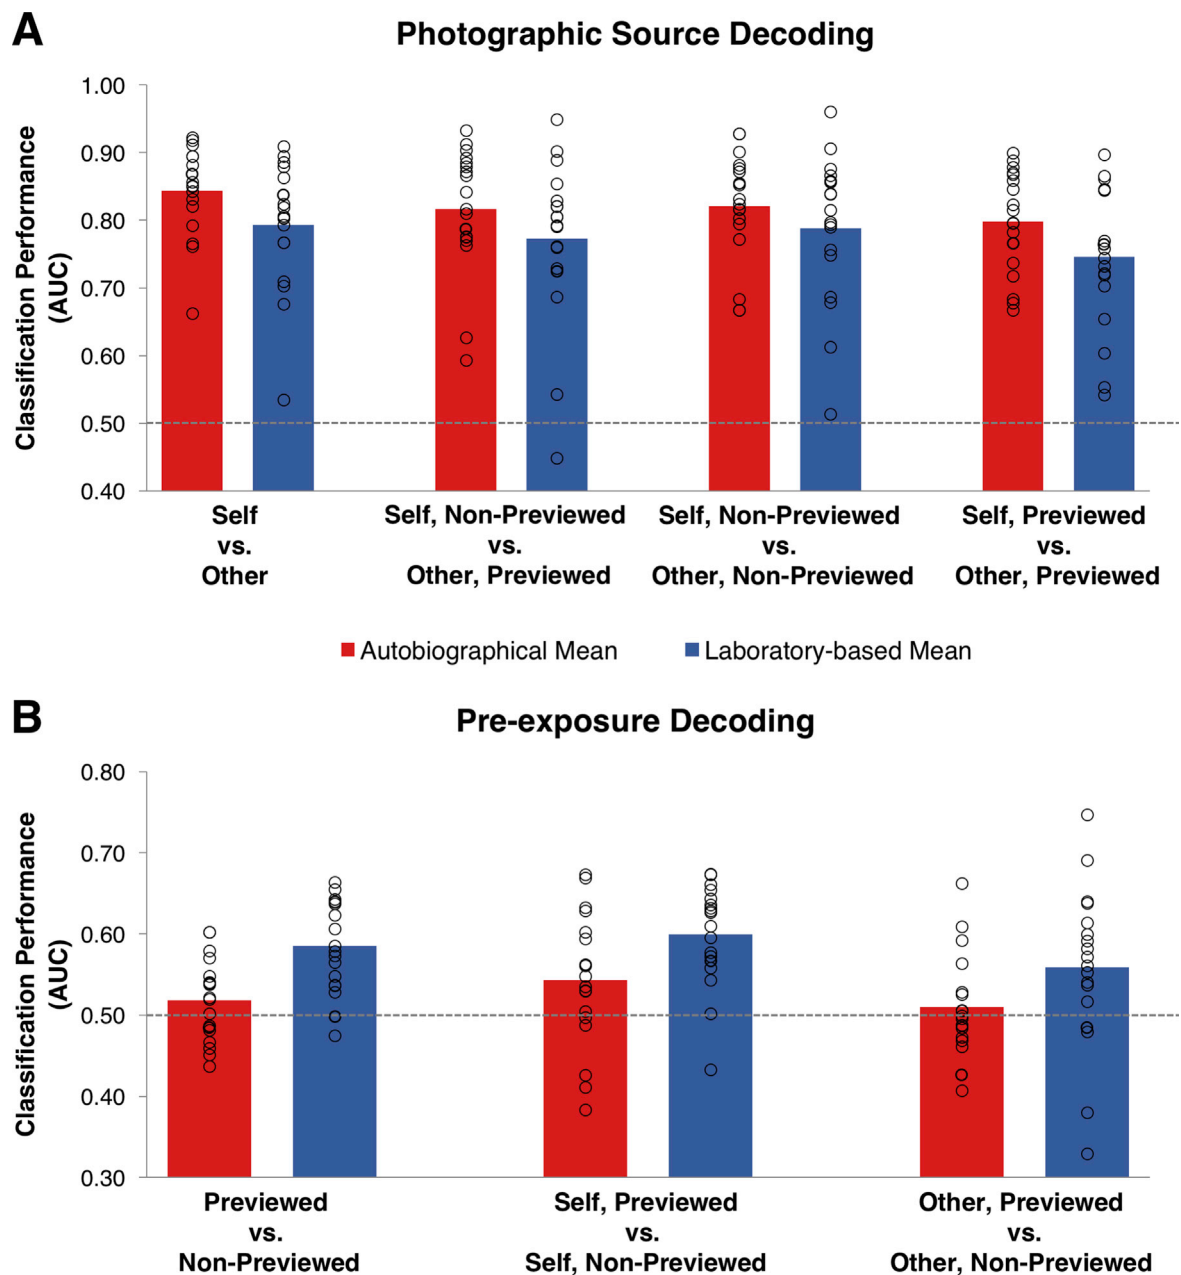 A
Photographic Source Decoding
Classification Performance
(AUC)
1.00
0.90
0.80
0.70
0.60
0.50
0.40
Self
vs.
Other
Self, Non-Previewed
vs.
Other, Previewed
Self, Non-Previewed
vs.
Other, Non-Previewed
Self, Previewed
vs.
Other, Previewed
Autobiographical Mean
Laboratory-based Mean
B
Pre-exposure Decoding
Classification Performance
(AUC)
0.80
0.70
0.60
0.50
0.40
0.30
Previewed
vs.
Non-Previewed
Self, Previewed
vs.
Self, Non-Previewed
Other, Previewed
vs.
Other, Non-Previewed